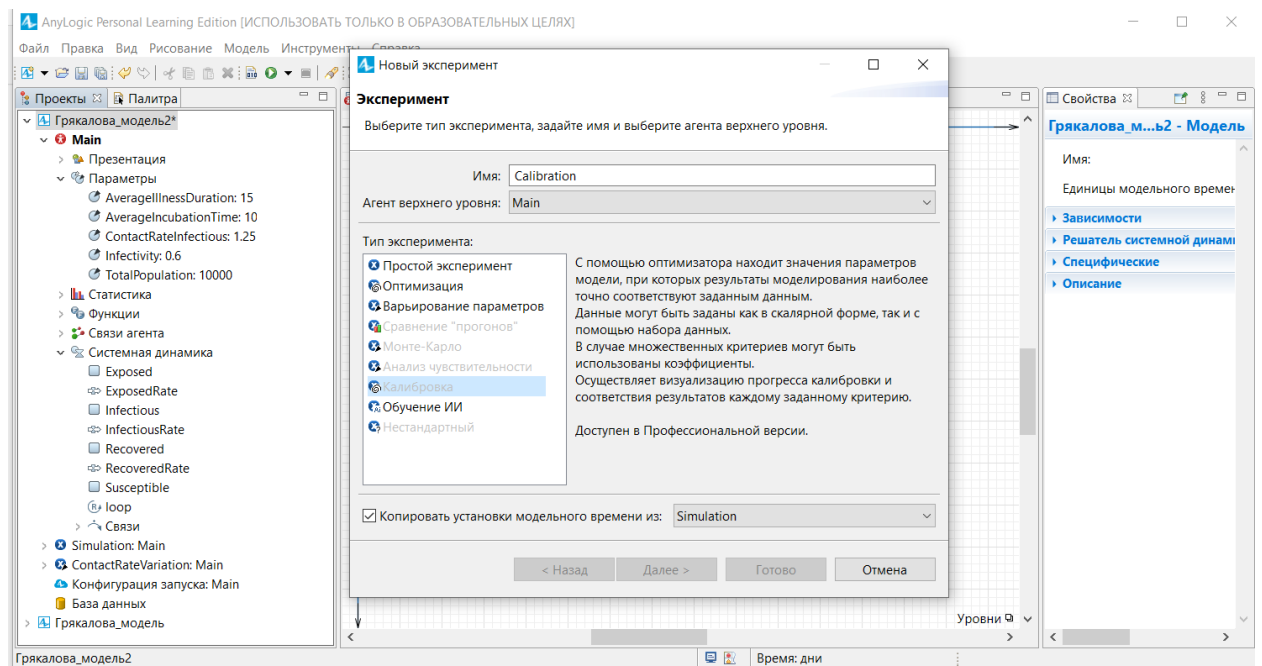 AnyLogic Personal Learning Edition [ИСПОЛЬЗОВАТЬ ТОЛЬКО В ОБРАЗОВАТЕЛЬНЫХ ЦЕЛЯХ]
Файл Правка Вид Рисование Модель Инструменты Справка
Проекты Палитра
Грякалова_модель2*
Main
Презентация
Параметры
AverageIllnessDuration: 15
AverageIncubationTime: 10
ContactRateInfectious: 1.25
Infectivity: 0.6
TotalPopulation: 10000
Статистика
Функции
Связи агента
Системная динамика
Exposed
ExposedRate
Infectious
InfectiousRate
Recovered
RecoveredRate
Susceptible
loop
Связи
Simulation: Main
ContactRateVariation: Main
Конфигурация запуска: Main
База данных
Грякалова_модель
Новый эксперимент
Эксперимент
Выберите тип эксперимента, задайте имя и выберите агента верхнего уровня.
Имя: Calibration
Агент верхнего уровня: Main
Тип эксперимента:
Простой эксперимент
Оптимизация
Варьирование параметров
Сравнение "прогонов"
Монте-Карло
Анализ чувствительности
Калибровка
Обучение ИИ
Нестандартный
С помощью оптимизатора находит значения параметров
модели, при которых результаты моделирования наиболее
точно соответствуют заданным данным.
Данные могут быть заданы как в скалярной форме, так и с
помощью набора данных.
В случае множественных критериев могут быть
использованы коэффициенты.
Осуществляет визуализацию прогресса калибровки и
соответствия результатов каждому заданному критерию.
Доступен в Профессиональной версии.
Копировать установки модельного времени из: Simulation
< Назад Далее > Готово Отмена
Свойства
Грякалова_м...ь2 - Модель
Имя:
Единицы модельного времен
Зависимости
Решатель системной динами
Специфические
Описание
Уровни
Грякалова_модель2
Время: дни